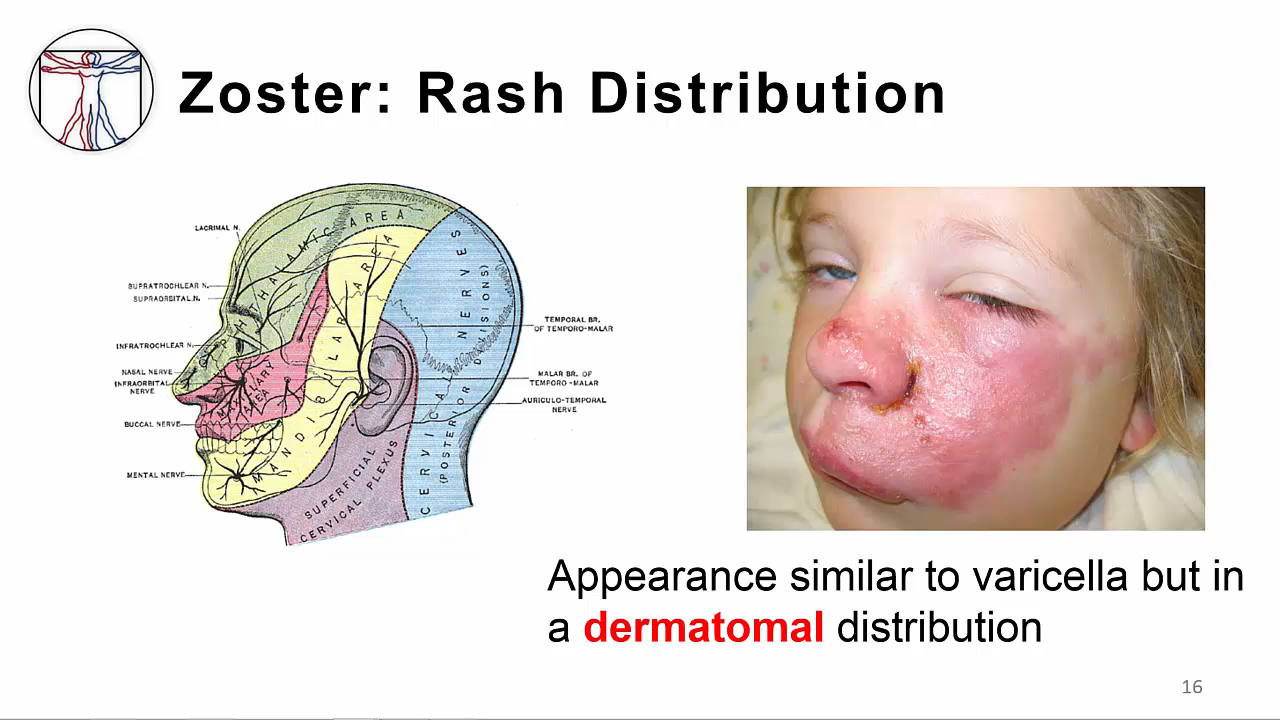 Zoster: Rash Distribution
LACRIMAL N.
SUPRATROCHLEAR N.
SUPRAORBITAL N.
INFRATROCHLEAR N.
NASAL NERVE
INFRAORBITAL
NERVE
BUCCAL NERVE
MENTAL NERVE
OPHTHALMIC AREA
MAXILLARY
AREA
MANDIBULAR AREA
SUPERFICIAL
CERVICAL PLEXUS
CERVICAL NERVES
(POSTERIOR DIVISIONS)
TEMPORAL BR.
OF TEMPORO-MALAR
MALAR BR. OF
TEMPORO-MALAR
AURICULO-TEMPORAL
NERVE
Appearance similar to varicella but in
a dermatomal distribution
16